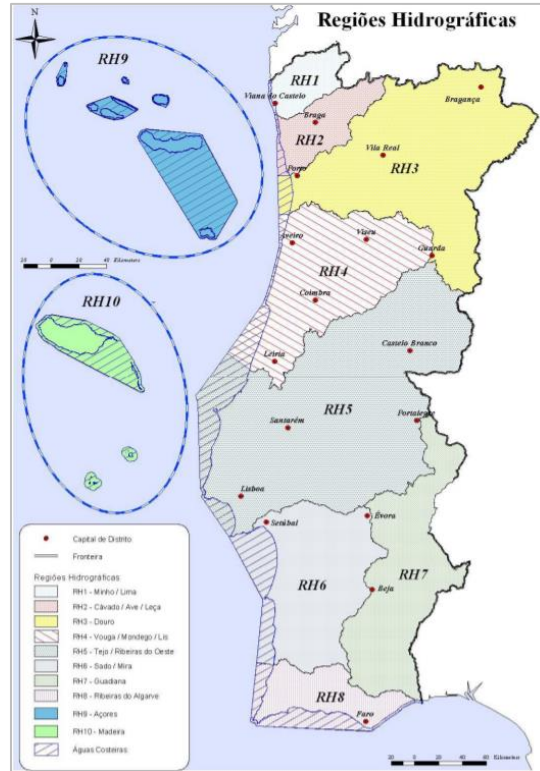 Regiões Hidrográficas
N
RH9
RH1
Viana do Castelo
Bragança
Braga
RH2
Vila Real
RH3
Porto
Aveiro
Viseu
Guarda
RH4
Coimbra
RH10
Castelo Branco
Leiria
RH5
Portalegre
Santarém
Lisboa
Setúbal
Évora
RH6
RH7
Beja
RH8
Faro
Capital de Distrito
Fronteira
Regiões Hidrográficas
RH1 - Minho / Lima
RH2 - Cávado / Ave / Leça
RH3 - Douro
RH4 - Vouga / Mondego / Lis
RH5 - Tejo / Ribeiras do Oeste
RH6 - Sado / Mira
RH7 - Guadiana
RH8 - Ribeiras do Algarve
RH9 - Açores
RH10 - Madeira
Águas Costeiras